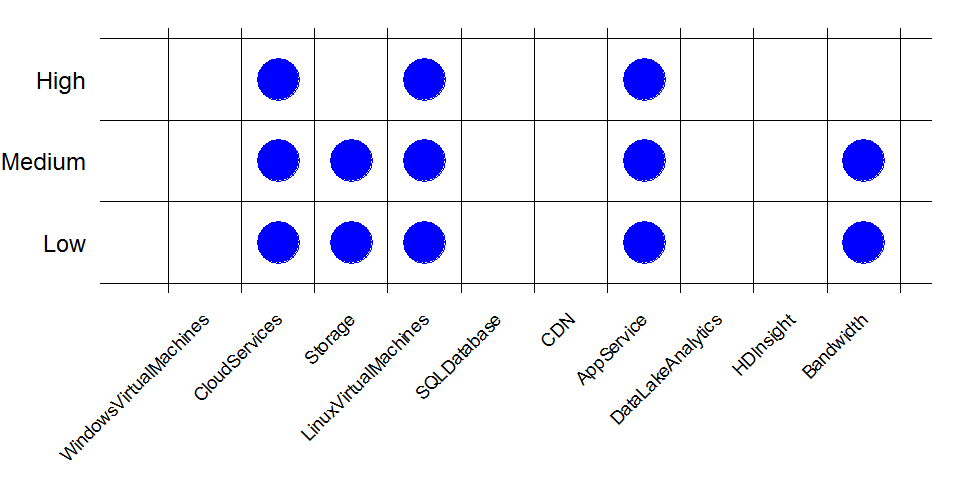 High
Medium
Low
WindowsVirtualMachines
CloudServices
Storage
LinuxVirtualMachines
SQLDatabase
CDN
AppService
DataLakeAnalytics
HDInsight
Bandwidth